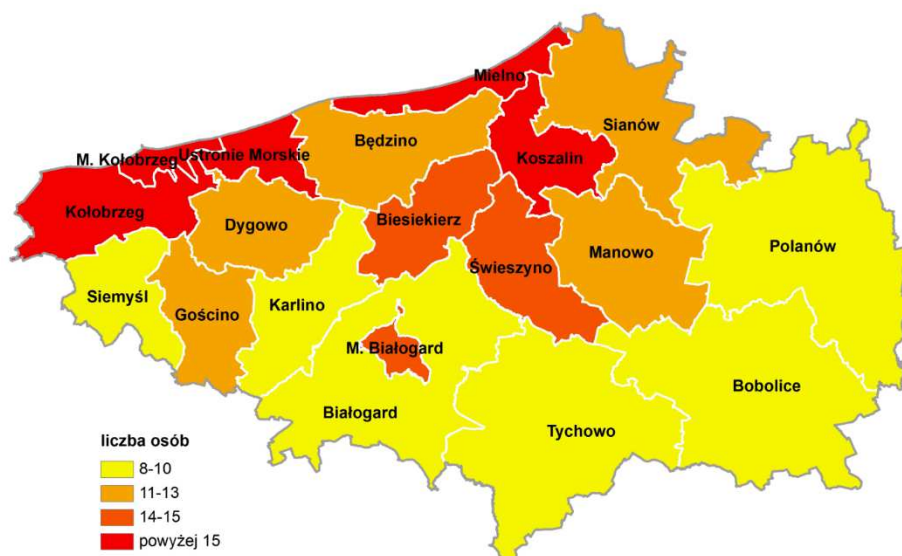 Mielno
Sianów
Będzino
Koszalin
M. Kołobrzeg
Ustronie Morskie
Kołobrzeg
Dygowo
Biesiekierz
Manowo
Polanów
Świeszyno
Siemyśl
Gościno
Karlino
M. Białogard
Bobolice
Białogard
Tychowo
liczba osób
8-10
11-13
14-15
powyżej 15